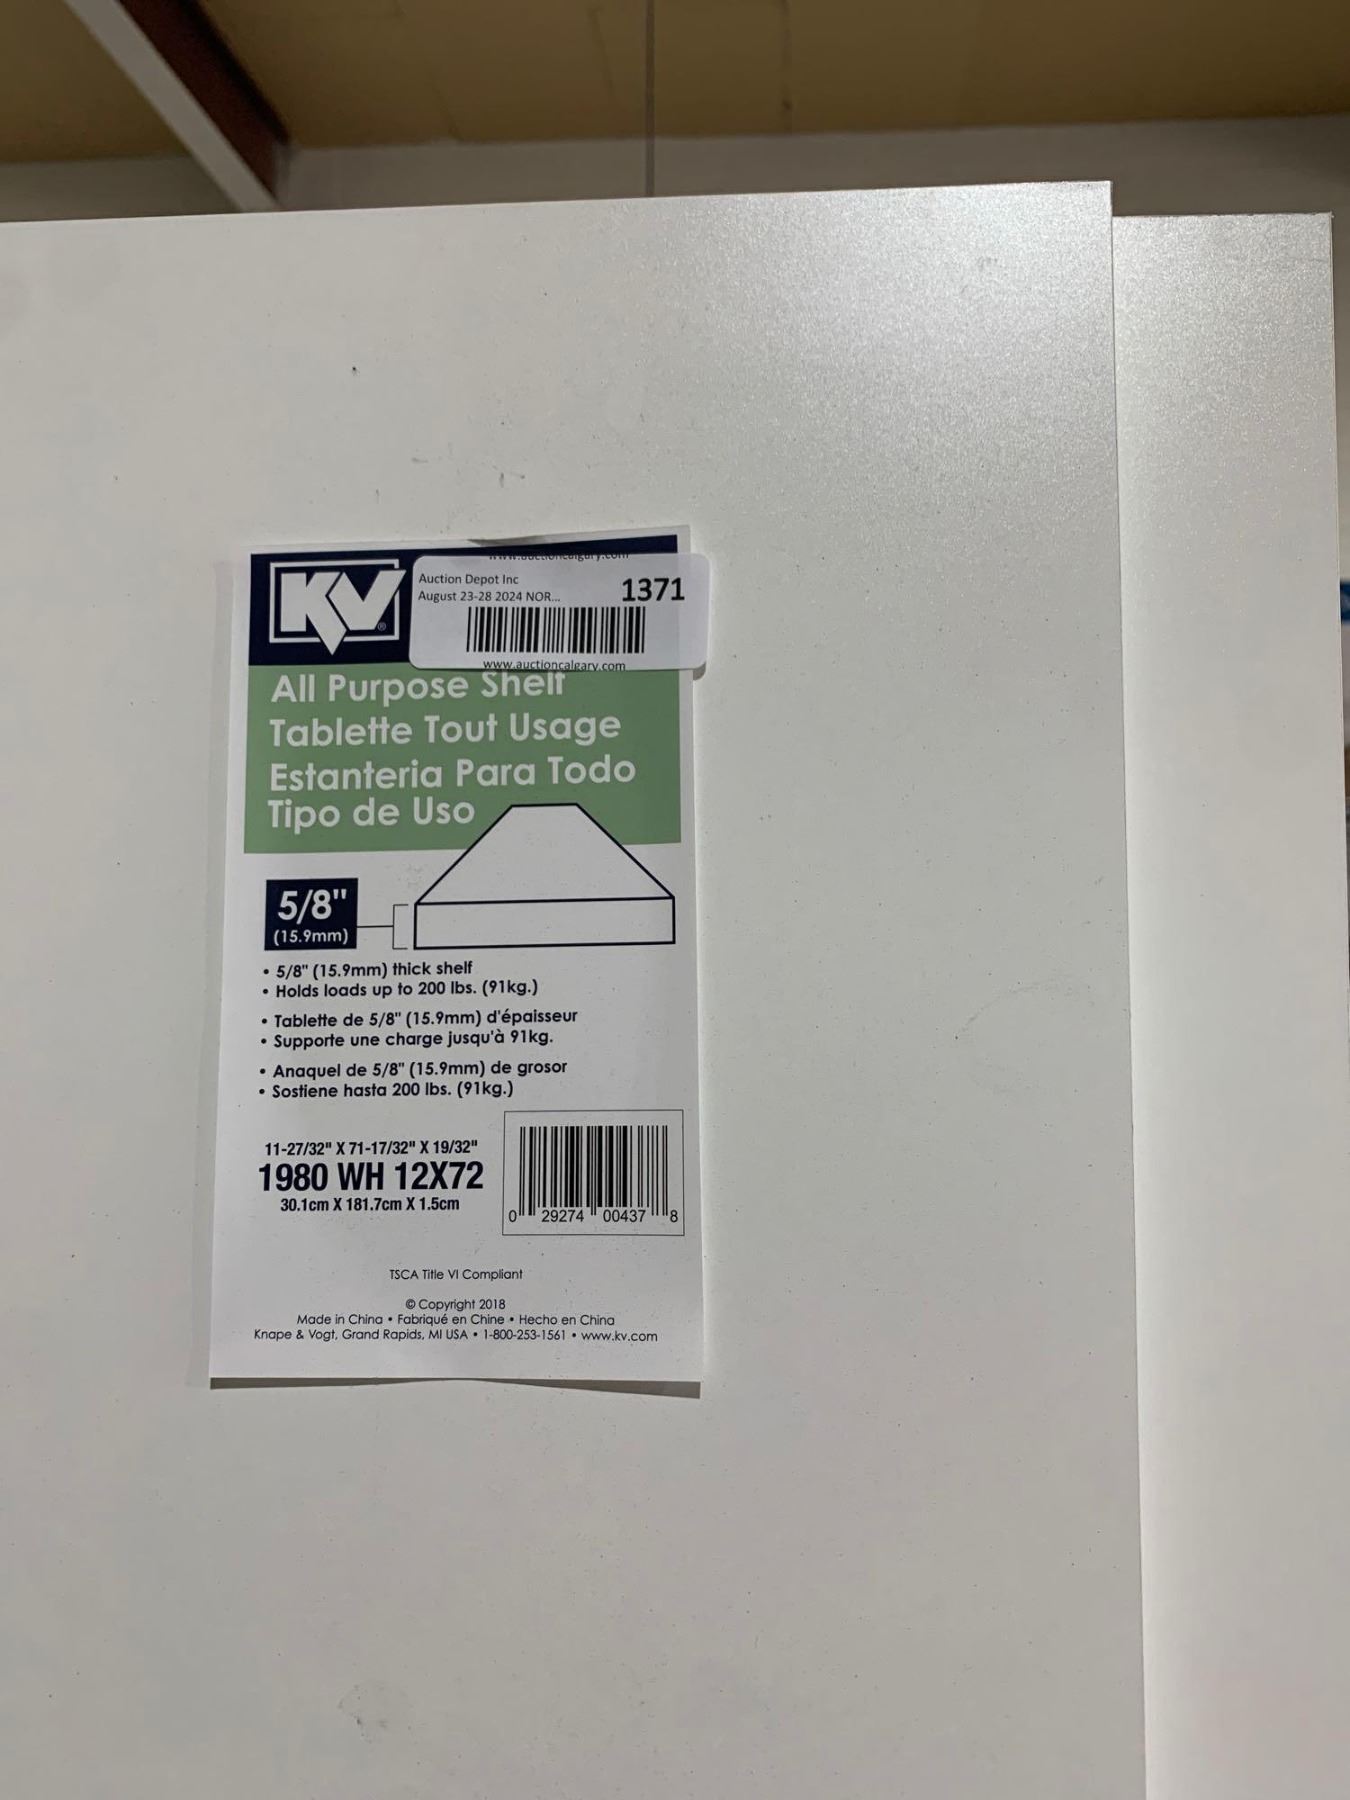 www.auctioncalgary.com
KV®
Auction Depot Inc
August 23-28 2024 NOR...
1371
www.auctioncalgary.com
All Purpose Shelf
Tablette Tout Usage
Estanteria Para Todo
Tipo de Uso
5/8"
(15.9mm)
• 5/8" (15.9mm) thick shelf
• Holds loads up to 200 lbs. (91kg.)
• Tablette de 5/8" (15.9mm) d'épaisseur
• Supporte une charge jusqu'à 91kg.
• Anaquel de 5/8" (15.9mm) de grosor
• Sostiene hasta 200 lbs. (91kg.)
11-27/32" X 71-17/32" X 19/32"
1980 WH 12X72
30.1cm X 181.7cm X 1.5cm
0 29274 00437 8
TSCA Title VI Compliant
© Copyright 2018
Made in China • Fabriqué en Chine • Hecho en China
Knape & Vogt, Grand Rapids, MI USA • 1-800-253-1561 • www.kv.com